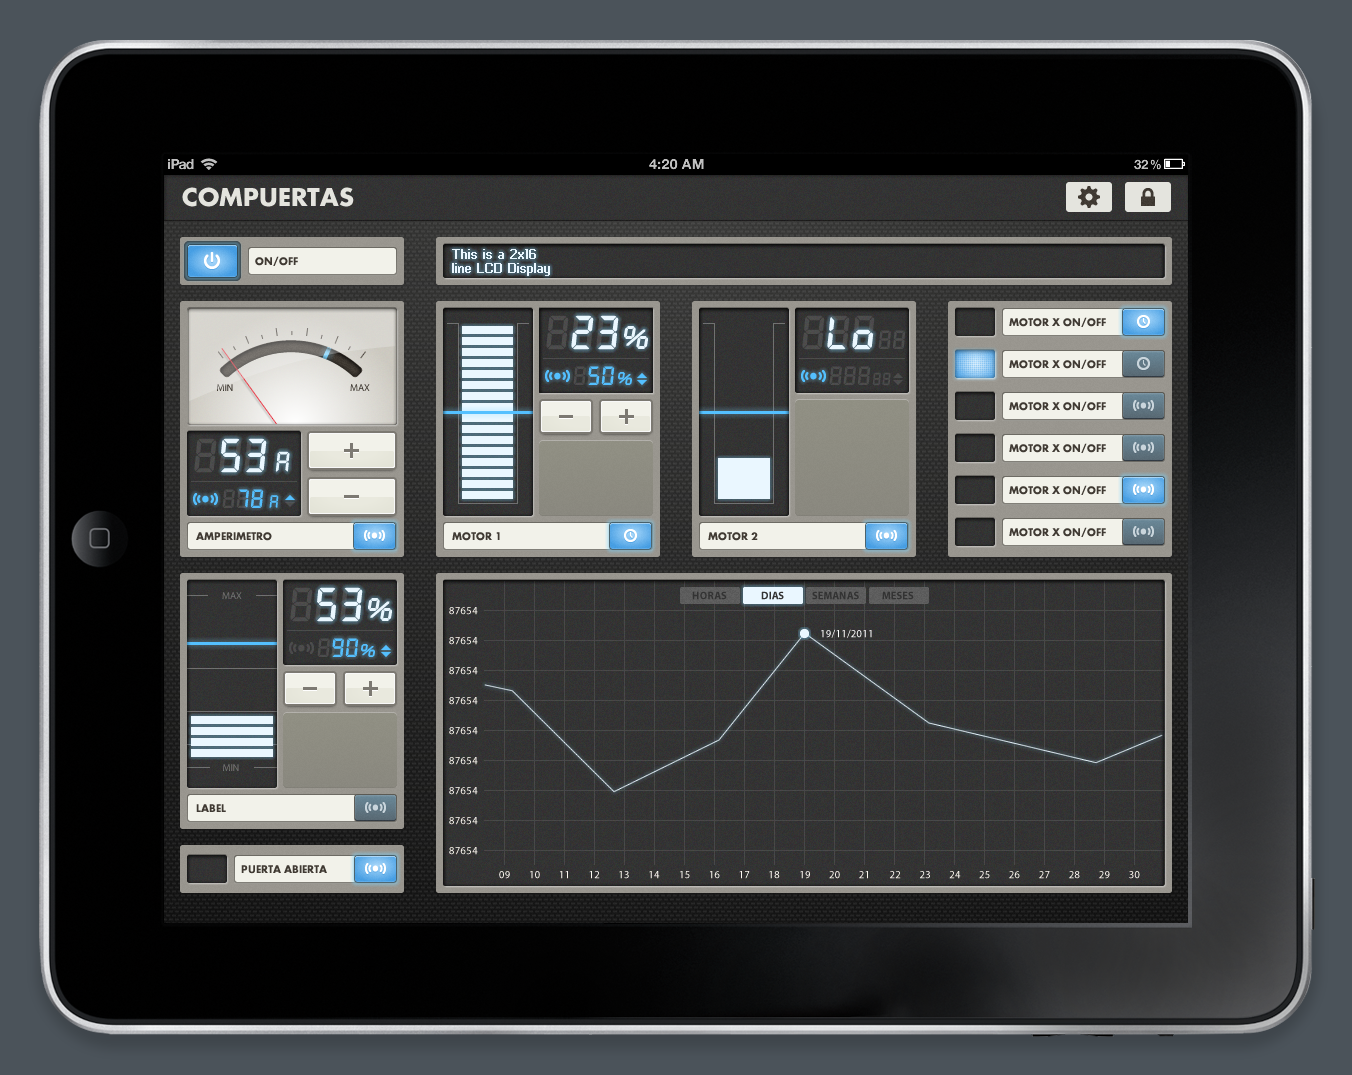 iPad 4:20 AM 32%
COMPUERTAS
ON/OFF
This is a 2x16
line LCD Display
MIN MAX
53 A
78 A
+
−
AMPERIMETRO
23%
50%
− +
MOTOR 1
Lo
MOTOR 2
MOTOR X ON/OFF
MOTOR X ON/OFF
MOTOR X ON/OFF
MOTOR X ON/OFF
MOTOR X ON/OFF
MOTOR X ON/OFF
MAX
MIN
53%
90%
− +
LABEL
PUERTA ABIERTA
HORAS DIAS SEMANAS MESES
19/11/2011
87654
87654
87654
87654
87654
87654
87654
87654
87654
09 10 11 12 13 14 15 16 17 18 19 20 21 22 23 24 25 26 27 28 29 30